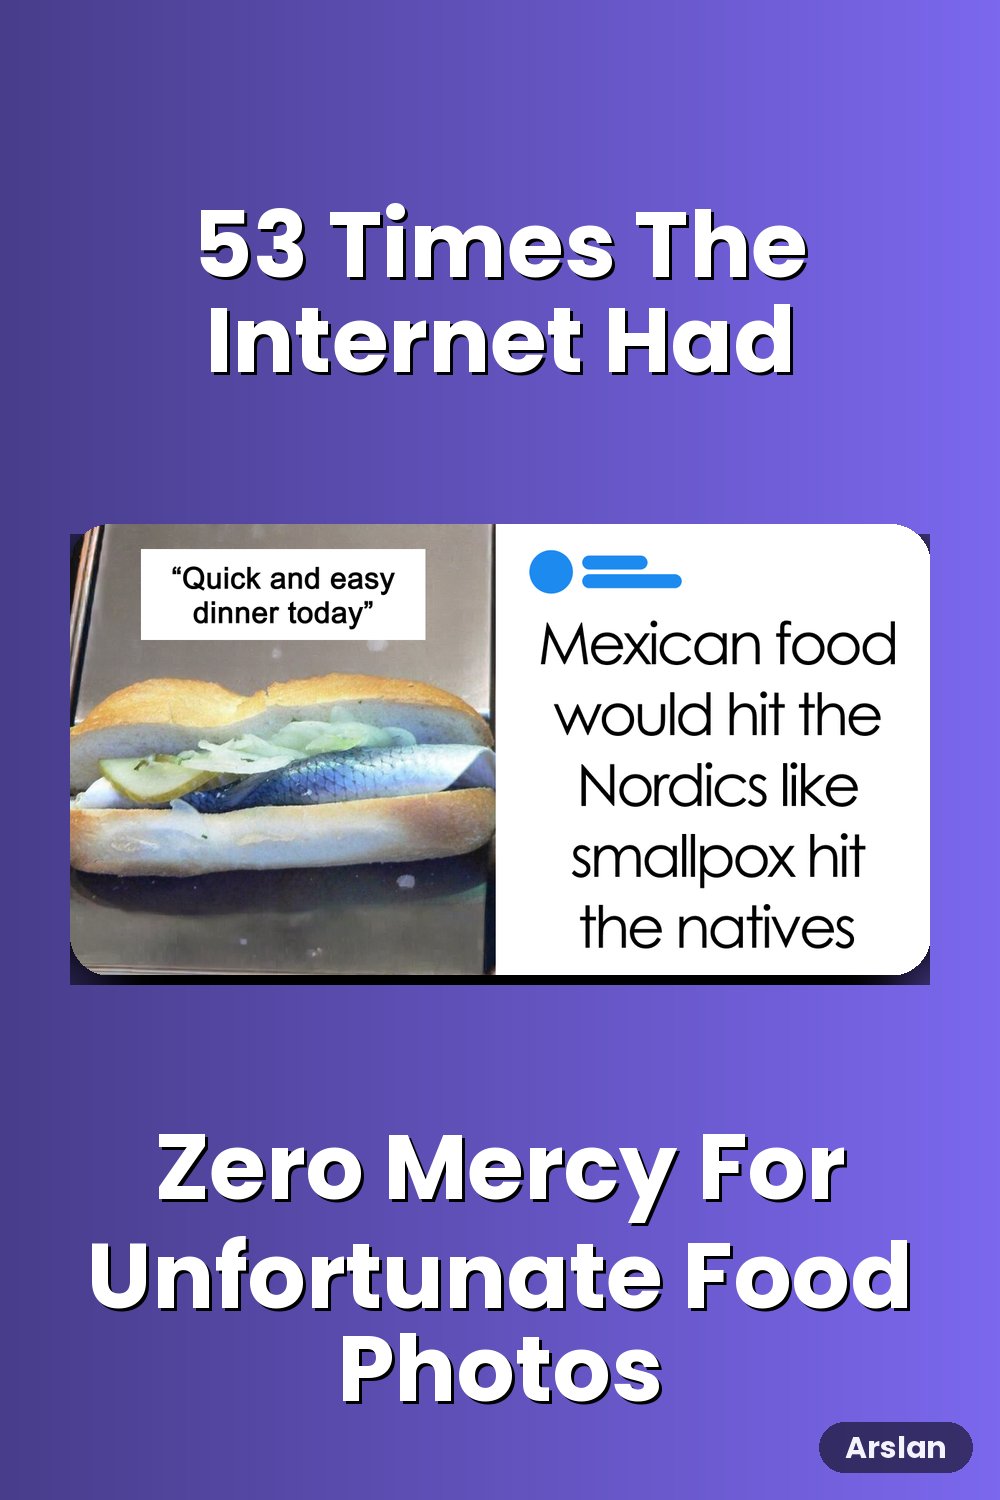 53 Times The
Internet Had
“Quick and easy
dinner today”
Mexican food
would hit the
Nordics like
smallpox hit
the natives
Zero Mercy For
Unfortunate Food
Photos
Arslan